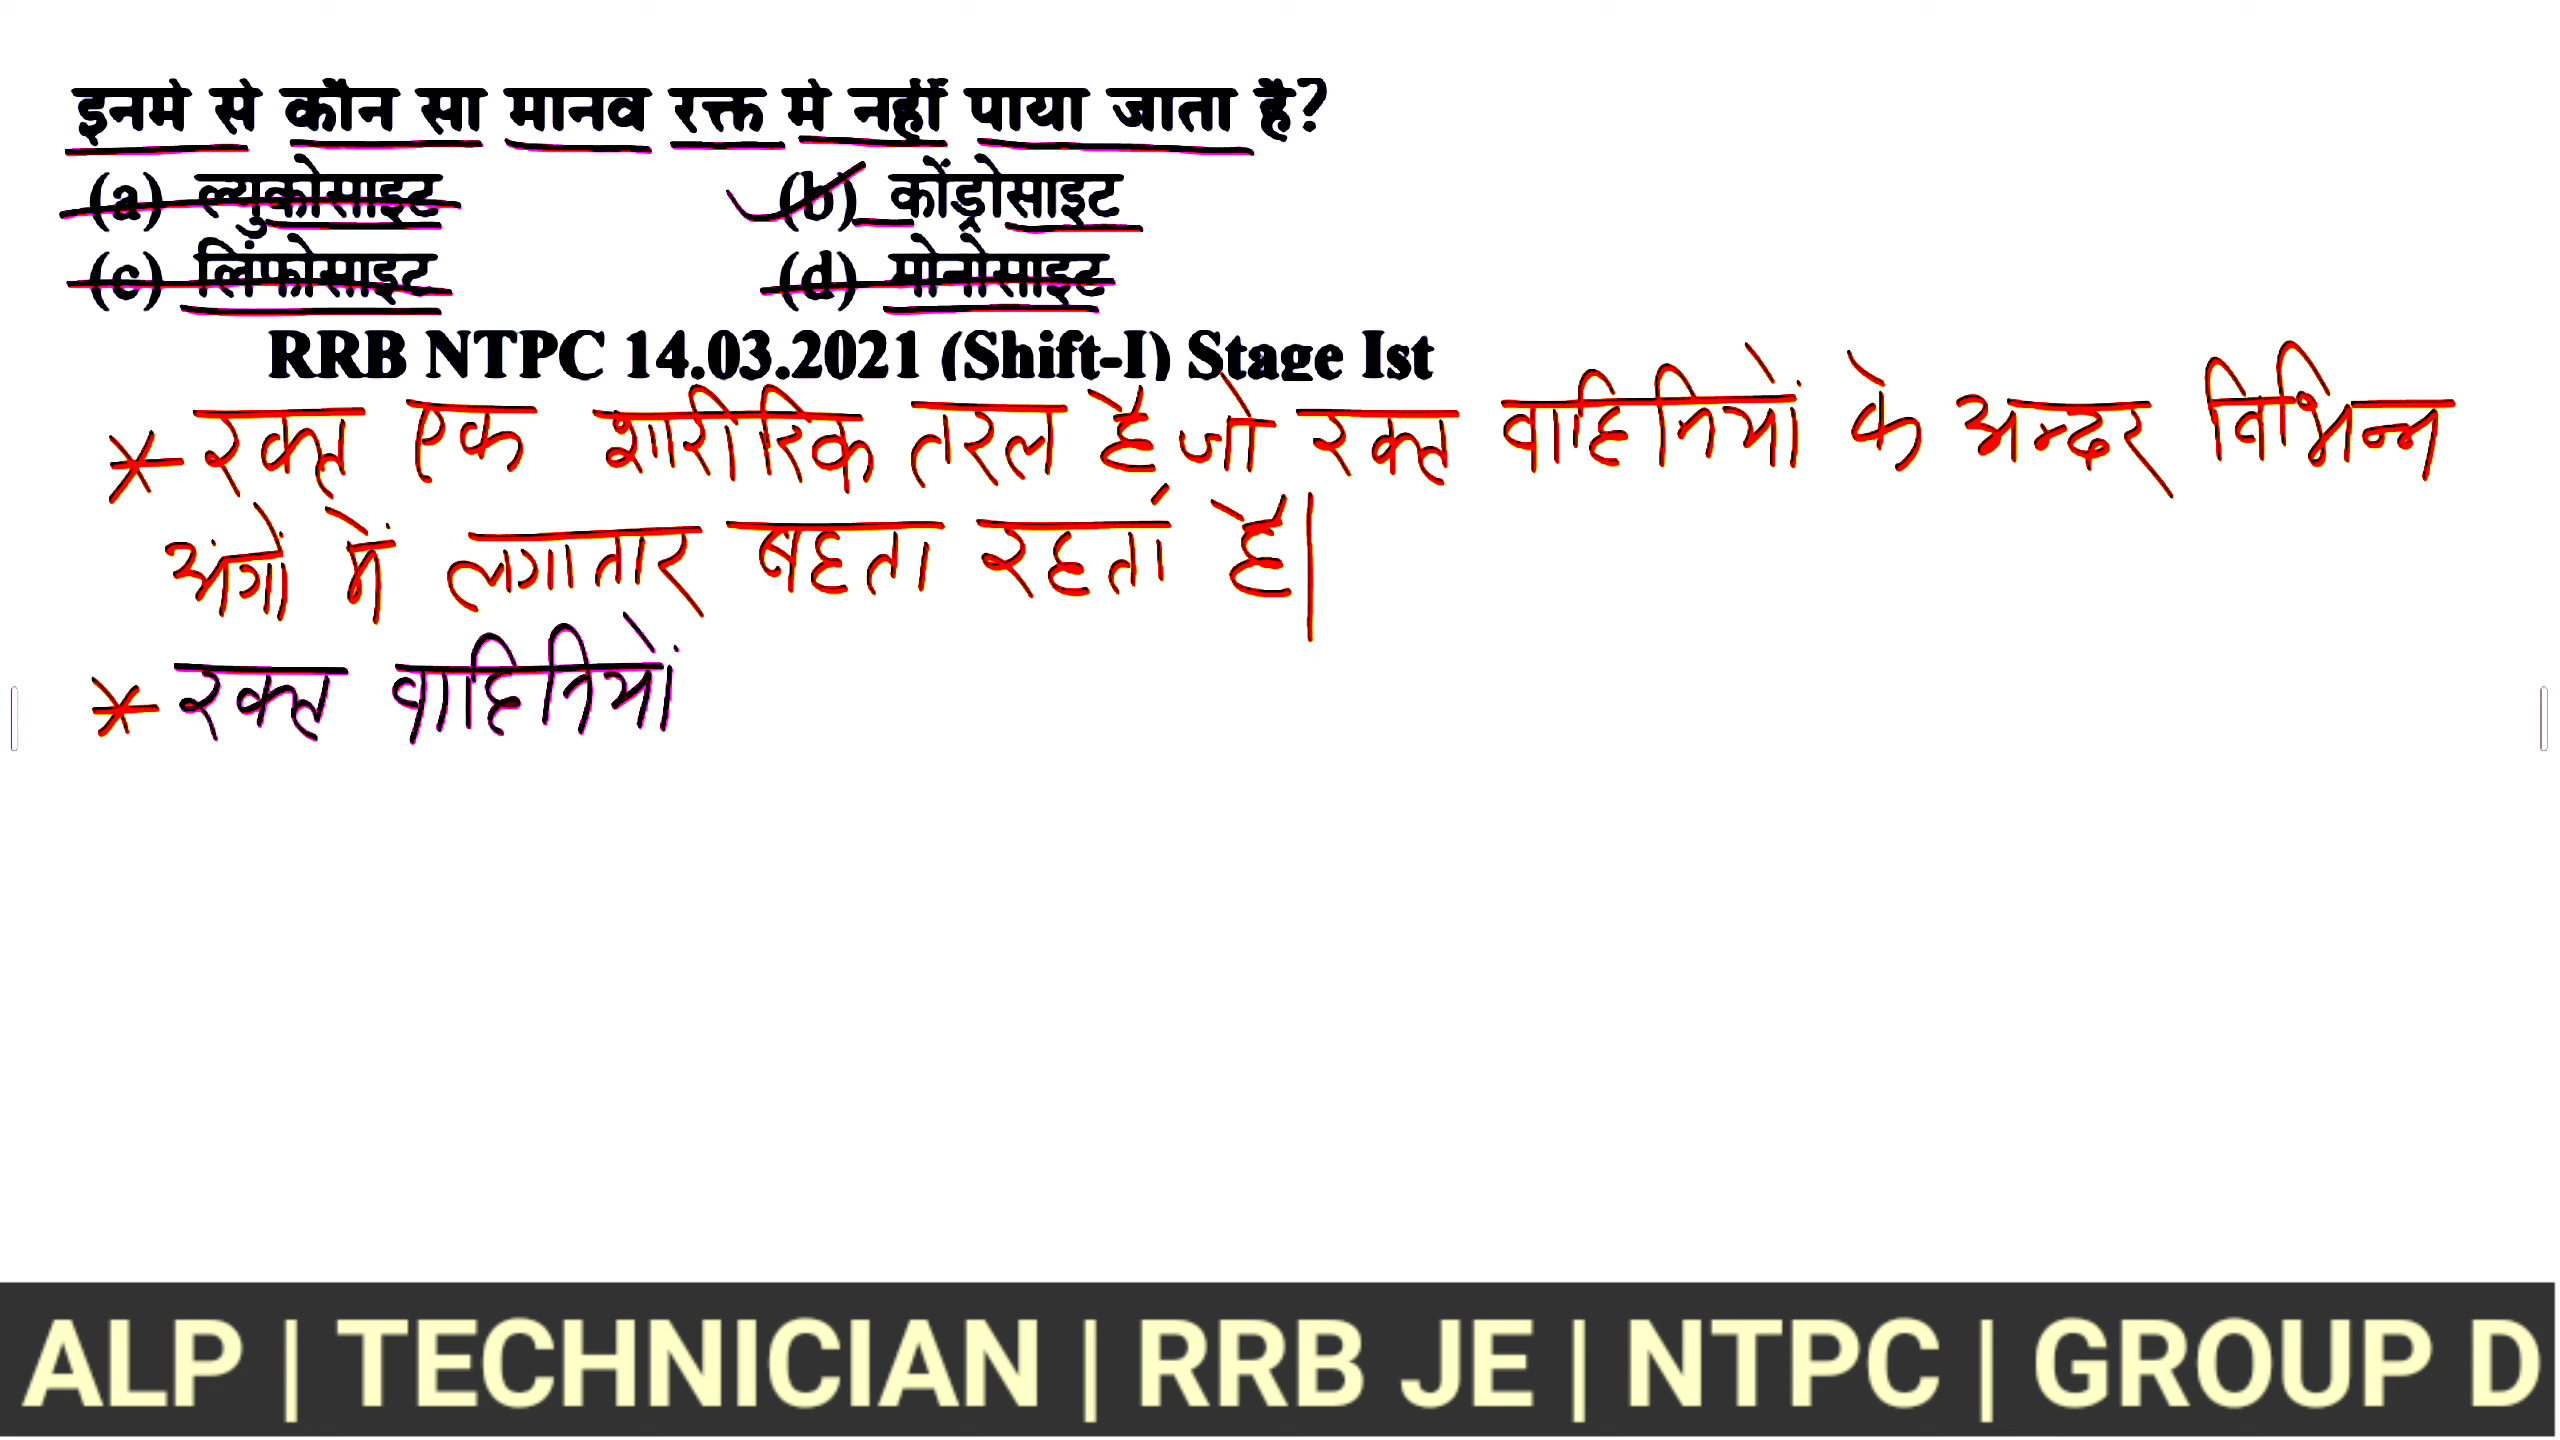 इनमें से कौन सा मानव रक्त में नहीं पाया जाता है?
(a) ल्युकोसाइट (b) कोंड्रोसाइट
(c) लिंफोसाइट (d) मोनोसाइट
RRB NTPC 14.03.2021 (Shift-I) Stage Ist
* रक्त एक शारीरिक तरल है जो रक्त वाहिनियों के अन्दर विभिन्न
अंगों में लगातार बहता रहता है|
* रक्त वाहिनियों
ALP | TECHNICIAN | RRB JE | NTPC | GROUP D